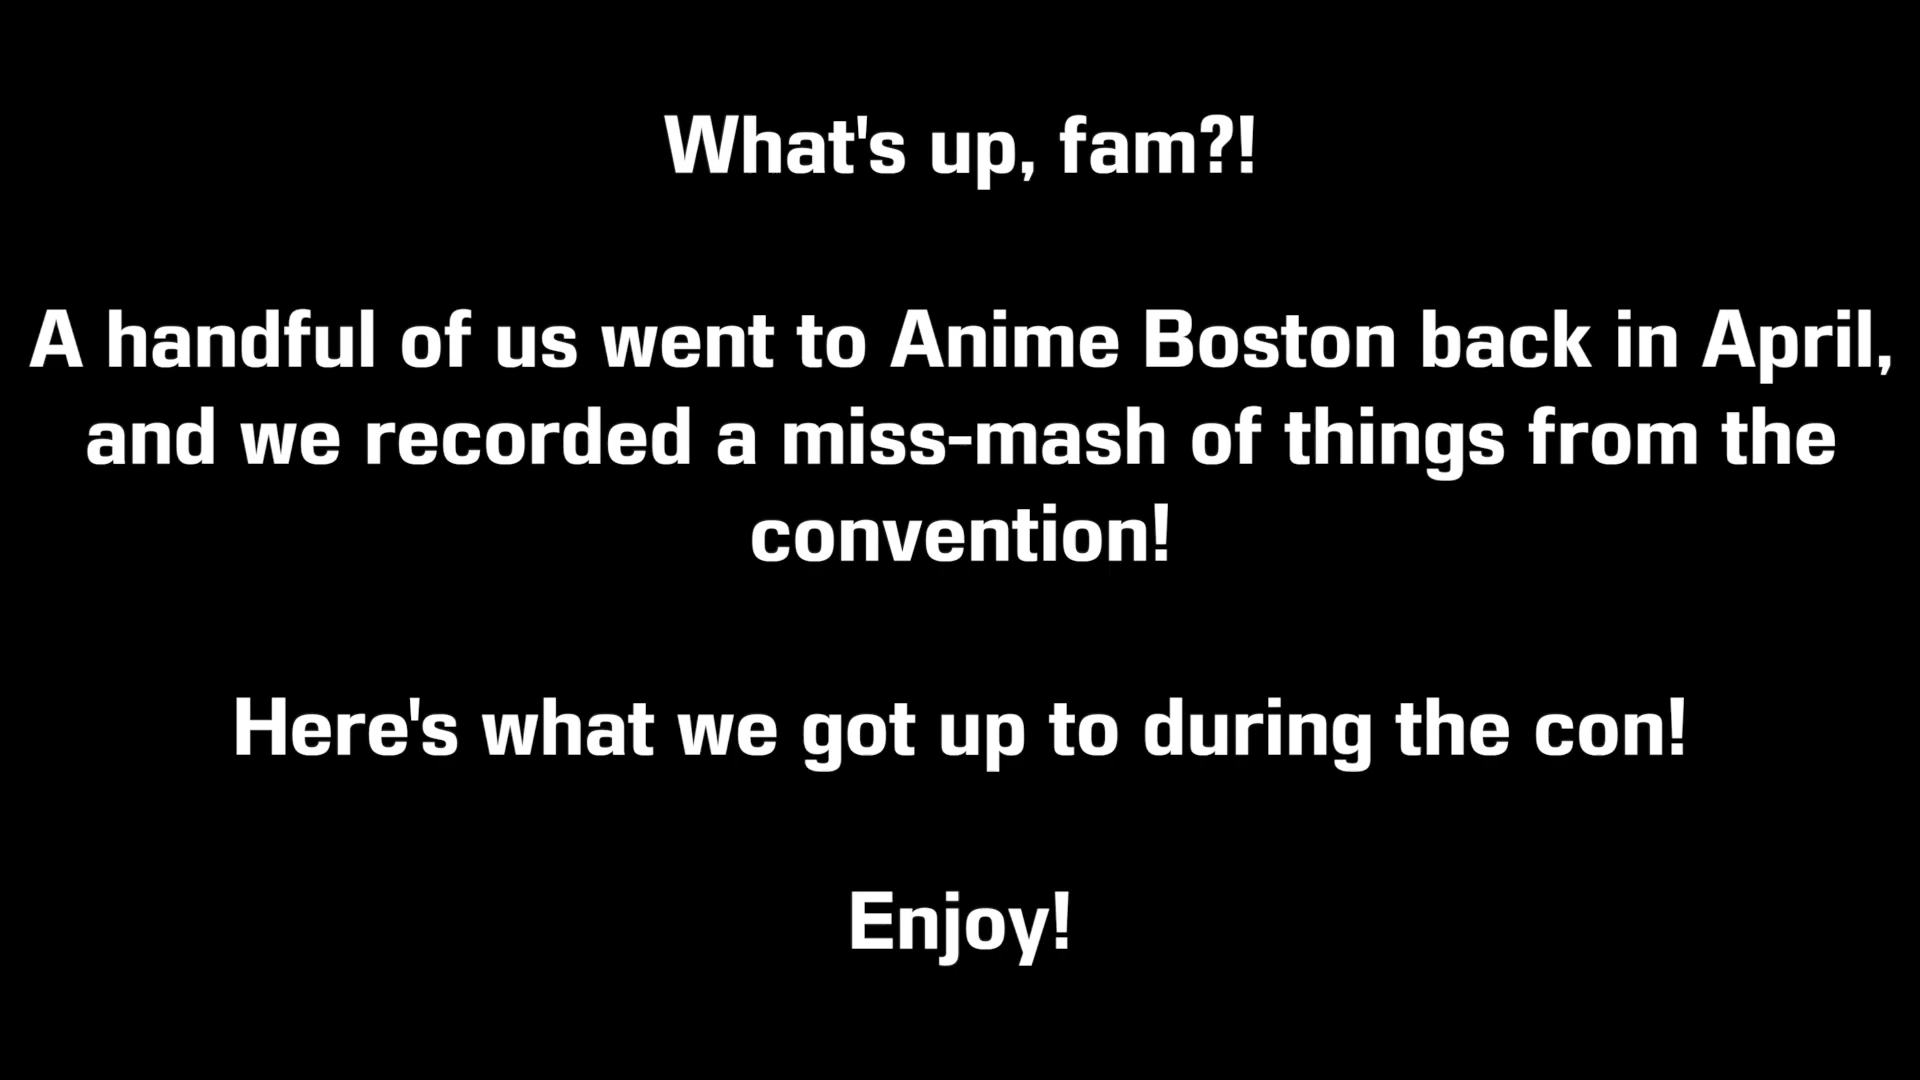 What's up, fam?!
A handful of us went to Anime Boston back in April,
and we recorded a miss-mash of things from the
convention!
Here's what we got up to during the con!
Enjoy!